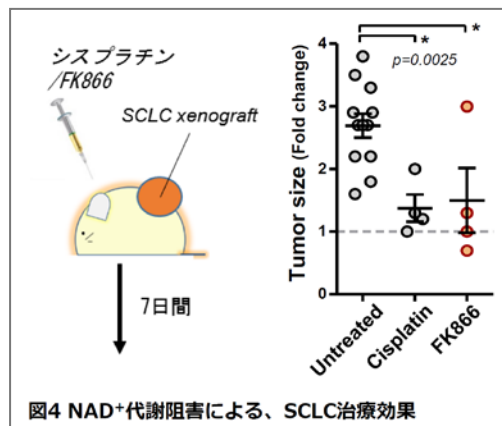 シスプラチン
/FK866
SCLC xenograft
7日間
Tumor size (Fold change)
4
3
2
1
0
*
*
p=0.0025
Untreated
Cisplatin
FK866
図4 NAD⁺代謝阻害による、SCLC治療効果